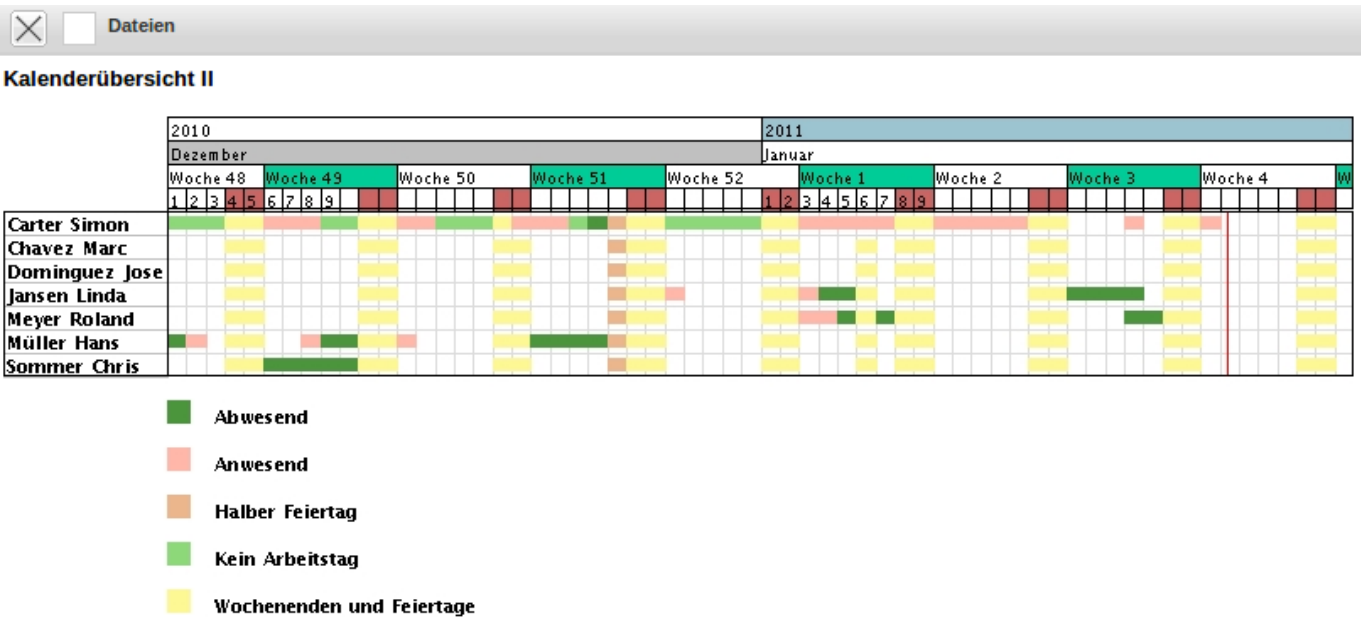 Dateien
Kalenderübersicht II
2010 2011
Dezember Januar
Woche 48 Woche 49 Woche 50 Woche 51 Woche 52 Woche 1 Woche 2 Woche 3 Woche 4 W
1 2 3 4 5 6 7 8 9 1 2 3 4 5 6 7 8 9
Carter Simon
Chavez Marc
Dominguez Jose
Jansen Linda
Meyer Roland
Müller Hans
Sommer Chris
Abwesend
Anwesend
Halber Feiertag
Kein Arbeitstag
Wochenenden und Feiertage